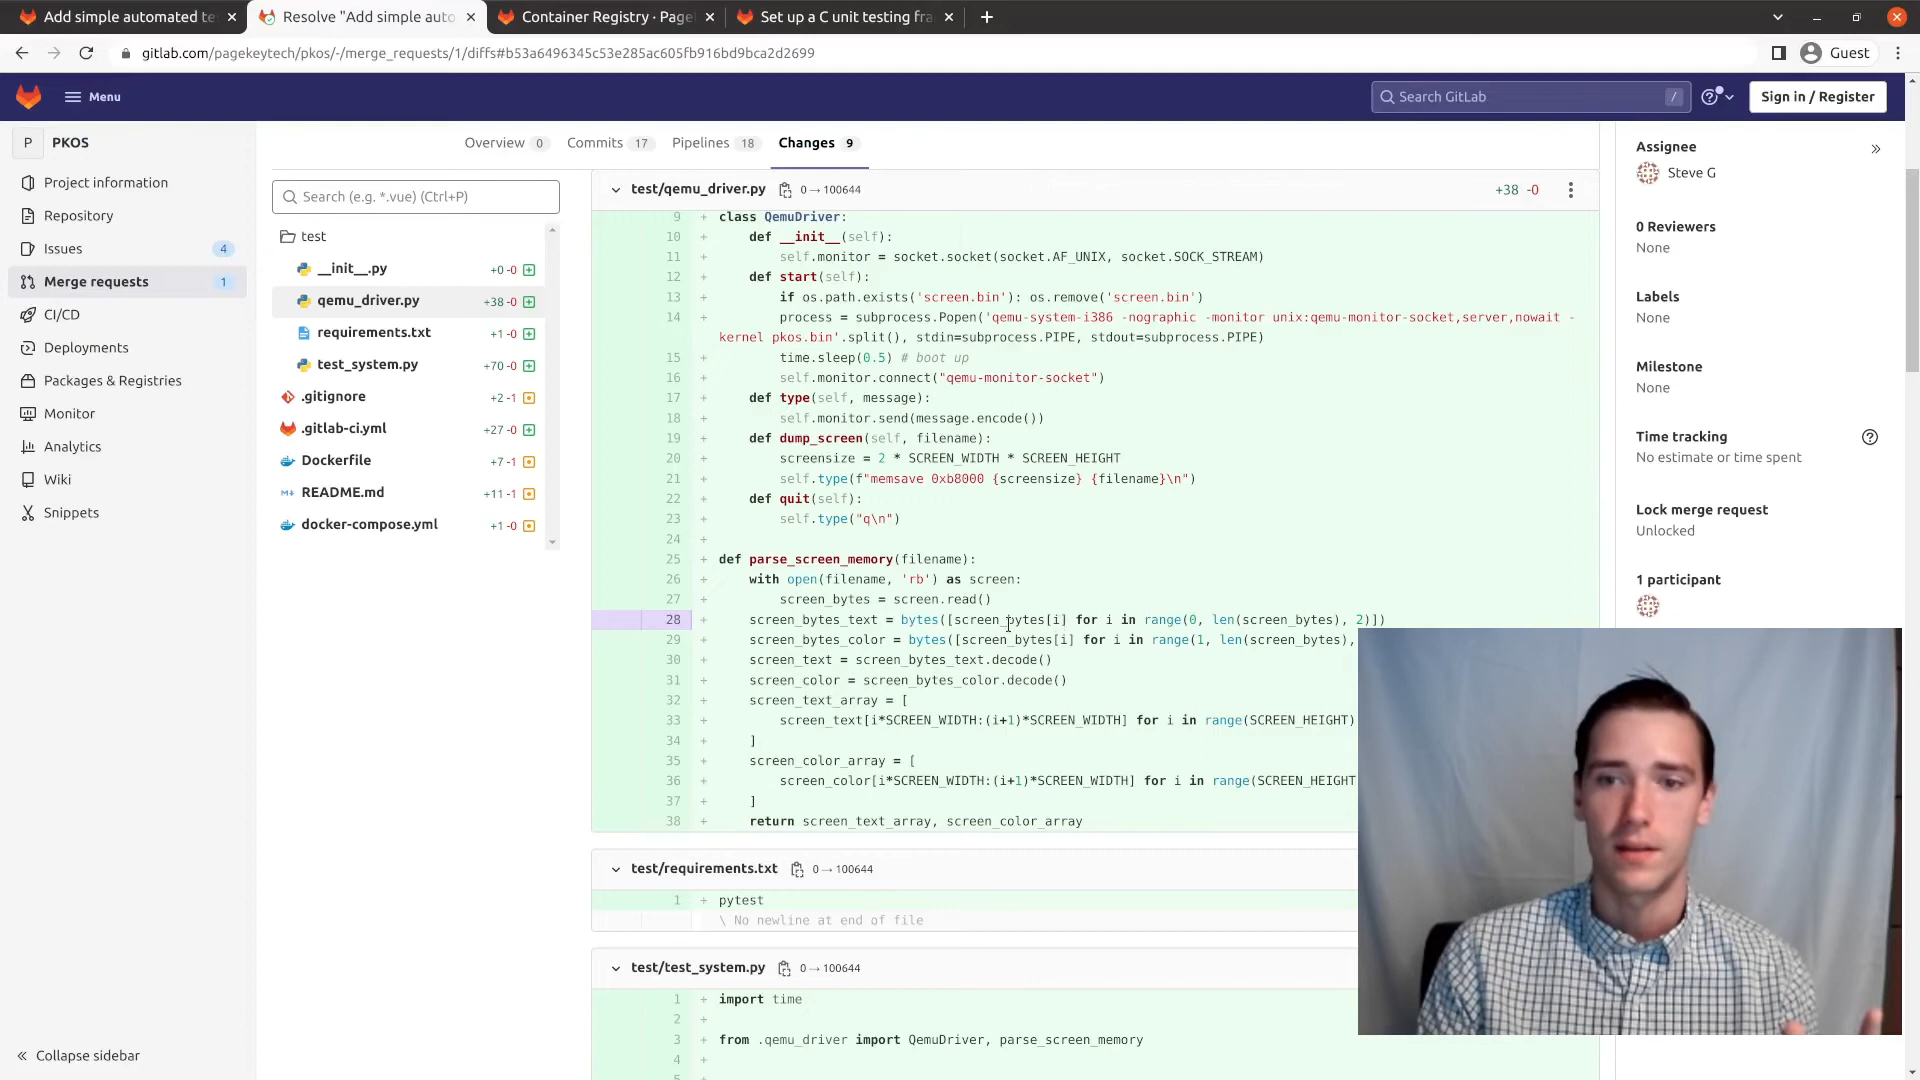 Add simple automated te
Resolve "Add simple auto
Container Registry · Page
Set up a C unit testing fra
gitlab.com/pagekeytech/pkos/-/merge_requests/1/diffs#b53a6496345c53e285ac605fb916bd9bca2d2699
Guest
Menu
Search GitLab
/
Sign in / Register
P PKOS
Project information
Repository
Issues 4
Merge requests 1
CI/CD
Deployments
Packages & Registries
Monitor
Analytics
Wiki
Snippets
Collapse sidebar
Overview 0
Commits 17
Pipelines 18
Changes 9
Search (e.g. *.vue) (Ctrl+P)
test
__init__.py +0 -0
qemu_driver.py +38 -0
requirements.txt +1 -0
test_system.py +70 -0
.gitignore +2 -1
.gitlab-ci.yml +27 -0
Dockerfile +7 -1
README.md +11 -1
docker-compose.yml +1 -0
test/qemu_driver.py 0 → 100644 +38 -0
9 + class QemuDriver:
10 + def __init__(self):
11 + self.monitor = socket.socket(socket.AF_UNIX, socket.SOCK_STREAM)
12 + def start(self):
13 + if os.path.exists('screen.bin'): os.remove('screen.bin')
14 + process = subprocess.Popen('qemu-system-i386 -nographic -monitor unix:qemu-monitor-socket,server,nowait -
kernel pkos.bin'.split(), stdin=subprocess.PIPE, stdout=subprocess.PIPE)
15 + time.sleep(0.5) # boot up
16 + self.monitor.connect("qemu-monitor-socket")
17 + def type(self, message):
18 + self.monitor.send(message.encode())
19 + def dump_screen(self, filename):
20 + screensize = 2 * SCREEN_WIDTH * SCREEN_HEIGHT
21 + self.type(f"memsave 0xb8000 {screensize} {filename}\n")
22 + def quit(self):
23 + self.type("q\n")
24 +
25 + def parse_screen_memory(filename):
26 + with open(filename, 'rb') as screen:
27 + screen_bytes = screen.read()
28 + screen_bytes_text = bytes([screen_bytes[i] for i in range(0, len(screen_bytes), 2)])
29 + screen_bytes_color = bytes([screen_bytes[i] for i in range(1, len(screen_bytes),
30 + screen_text = screen_bytes_text.decode()
31 + screen_color = screen_bytes_color.decode()
32 + screen_text_array = [
33 + screen_text[i*SCREEN_WIDTH:(i+1)*SCREEN_WIDTH] for i in range(SCREEN_HEIGHT)
34 + ]
35 + screen_color_array = [
36 + screen_color[i*SCREEN_WIDTH:(i+1)*SCREEN_WIDTH] for i in range(SCREEN_HEIGHT
37 + ]
38 + return screen_text_array, screen_color_array
test/requirements.txt 0 → 100644
1 + pytest
\ No newline at end of file
test/test_system.py 0 → 100644
1 + import time
2 +
3 + from .qemu_driver import QemuDriver, parse_screen_memory
4 +
5 +
Assignee
Steve G
0 Reviewers
None
Labels
None
Milestone
None
Time tracking
No estimate or time spent
Lock merge request
Unlocked
1 participant